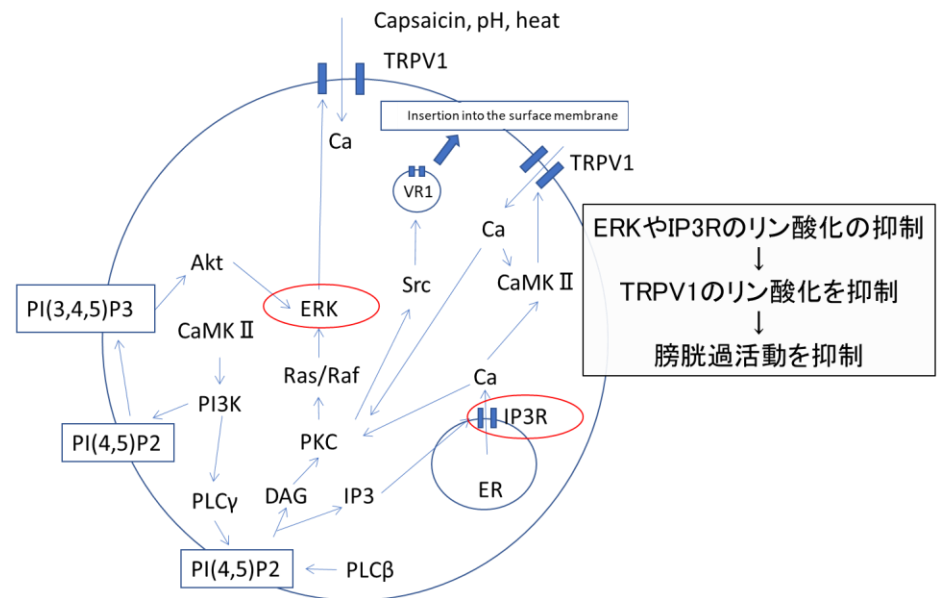 Capsaicin, pH, heat
TRPV1
Insertion into the surface membrane
Ca
TRPV1
VR1
Ca
ERKやIP3Rのリン酸化の抑制
↓
TRPV1のリン酸化を抑制
↓
膀胱過活動を抑制
Akt
Src
CaMKⅡ
PI(3,4,5)P3
ERK
CaMKⅡ
Ras/Raf
Ca
PI3K
IP3R
PI(4,5)P2
PKC
ER
PLCγ
DAG
IP3
PI(4,5)P2
PLCβ